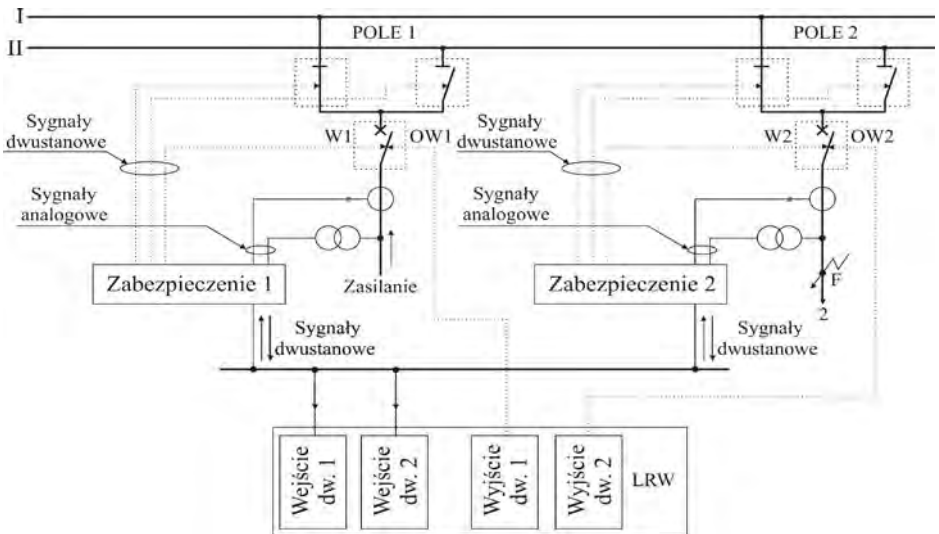 I
POLE 1
POLE 2
II
Sygnały
dwustanowe
W1
OW1
Sygnały
dwustanowe
W2
OW2
Sygnały
analogowe
Sygnały
analogowe
Zabezpieczenie 1
Zasilanie
Zabezpieczenie 2
F
2
Sygnały
dwustanowe
Sygnały
dwustanowe
Wejście
dw. 1
Wejście
dw. 2
Wyjście
dw. 1
Wyjście
dw. 2
LRW